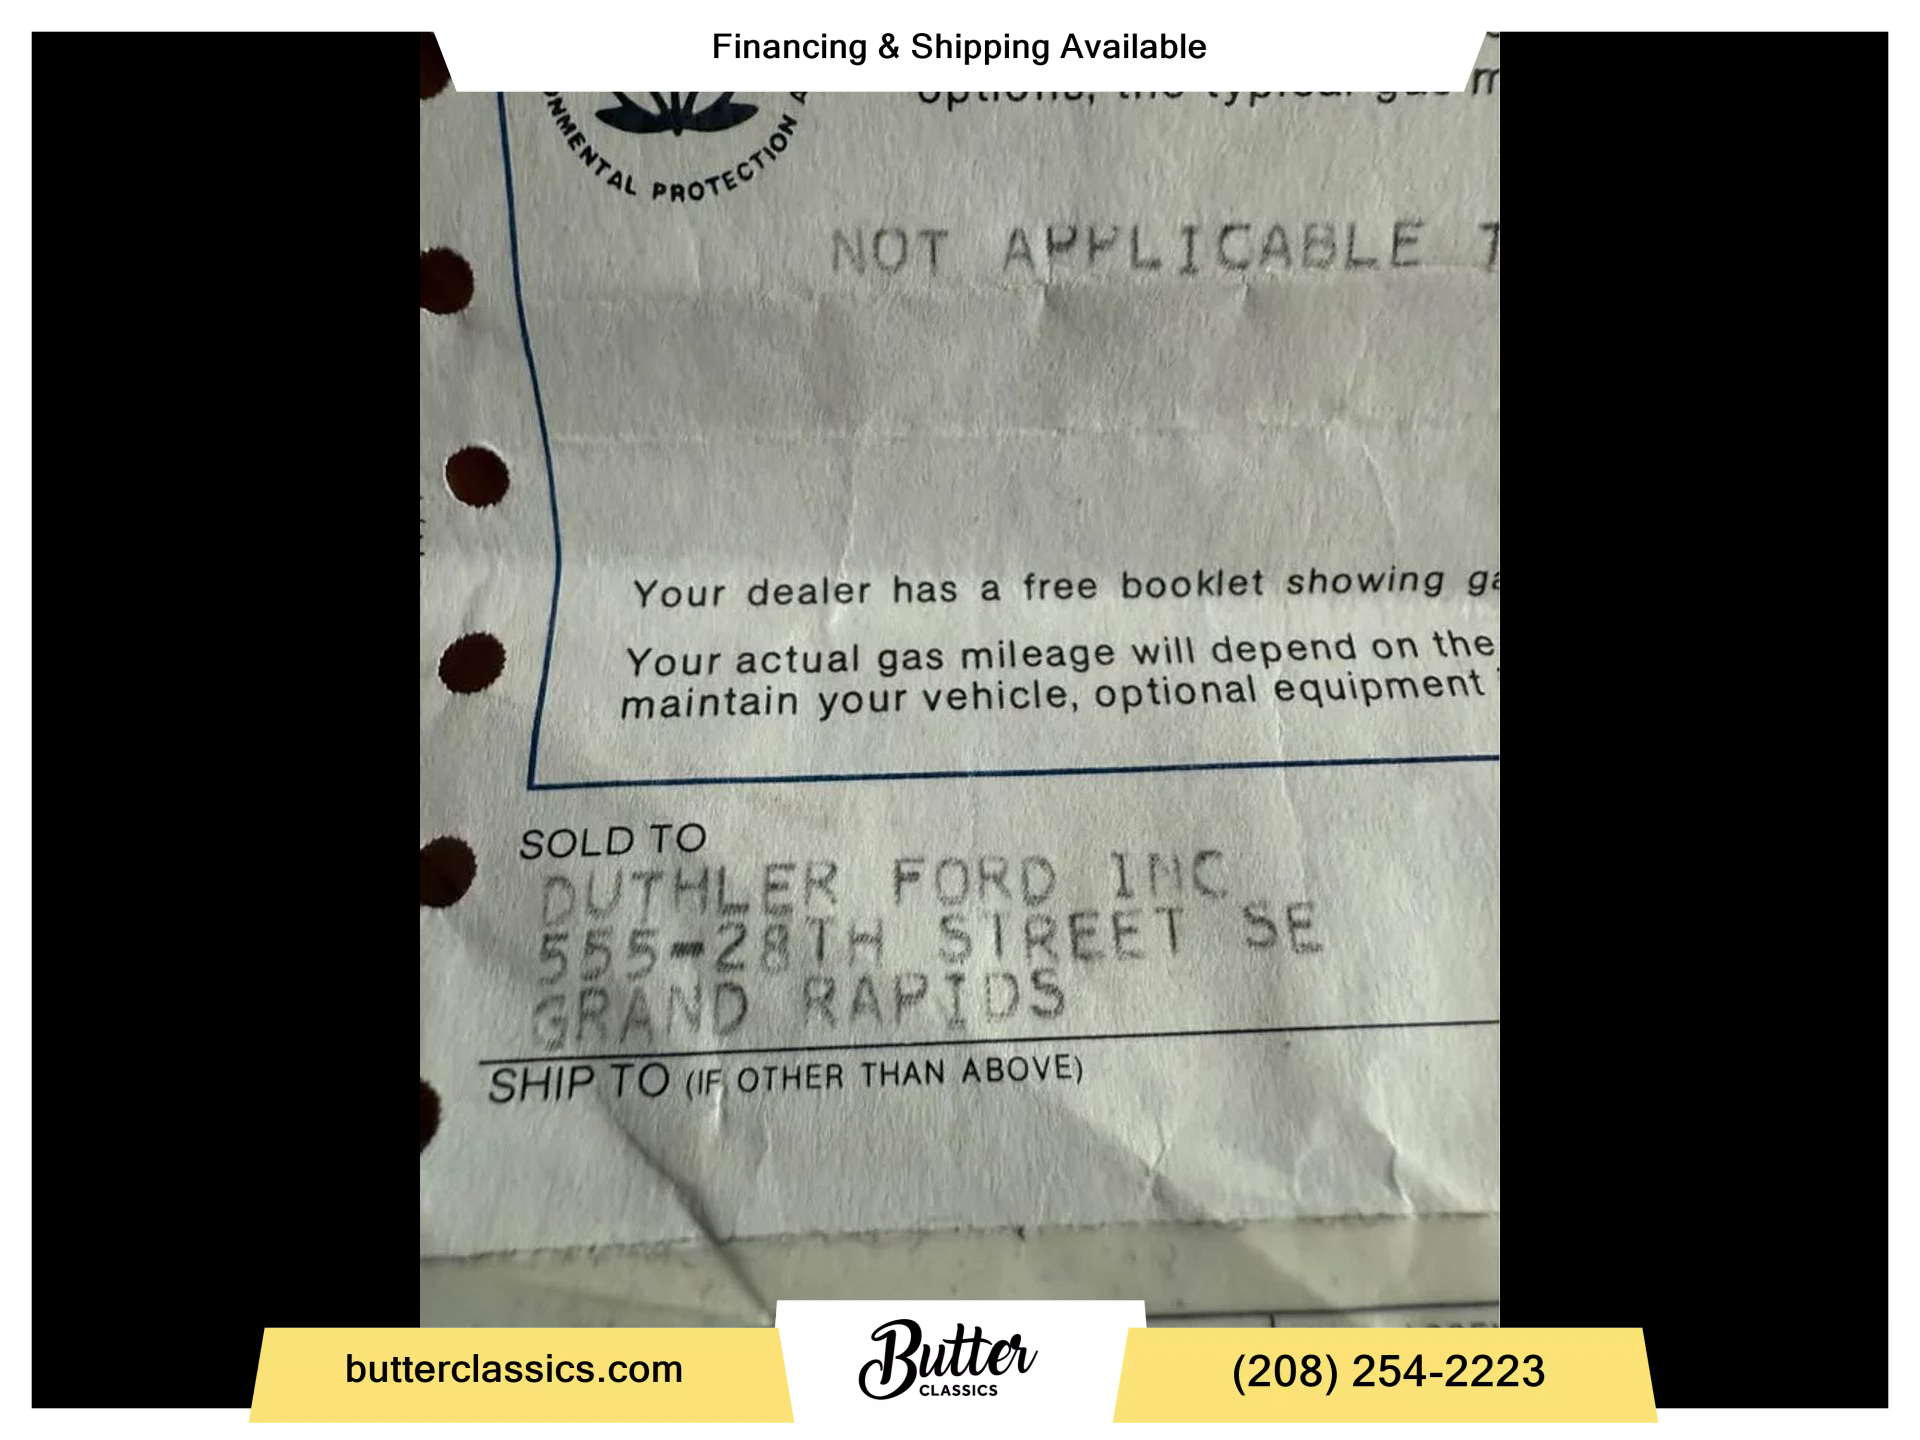 Financing & Shipping Available
NMENTAL PROTECTION A
NOT APPLICABLE
Your dealer has a free booklet showing
Your actual gas mileage will depend on the
maintain your vehicle, optional equipment
SOLD TO
DUTHLER FORD INC
555-28TH STREET SE
GRAND RAPIDS
SHIP TO (IF OTHER THAN ABOVE)
butterclassics.com
Butter
CLASSICS
(208) 254-2223